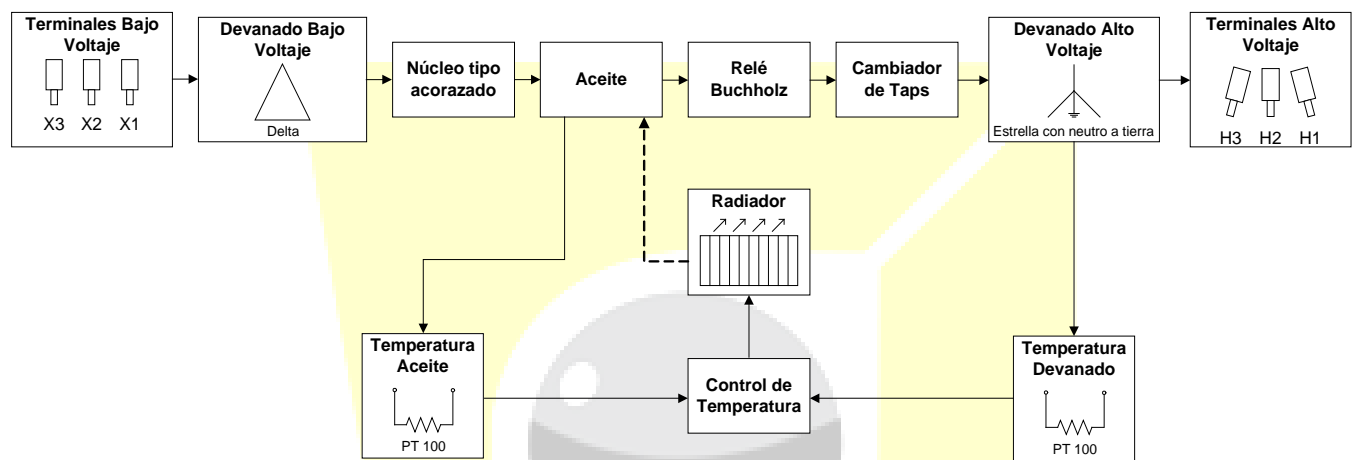 Terminales Bajo
Voltaje
X3 X2 X1
Devanado Bajo
Voltaje
Delta
Núcleo tipo
acorazado
Aceite
Relé
Buchholz
Cambiador
de Taps
Devanado Alto
Voltaje
Estrella con neutro a tierra
Terminales Alto
Voltaje
H3 H2 H1
Radiador
Temperatura
Aceite
PT 100
Control de
Temperatura
Temperatura
Devanado
PT 100